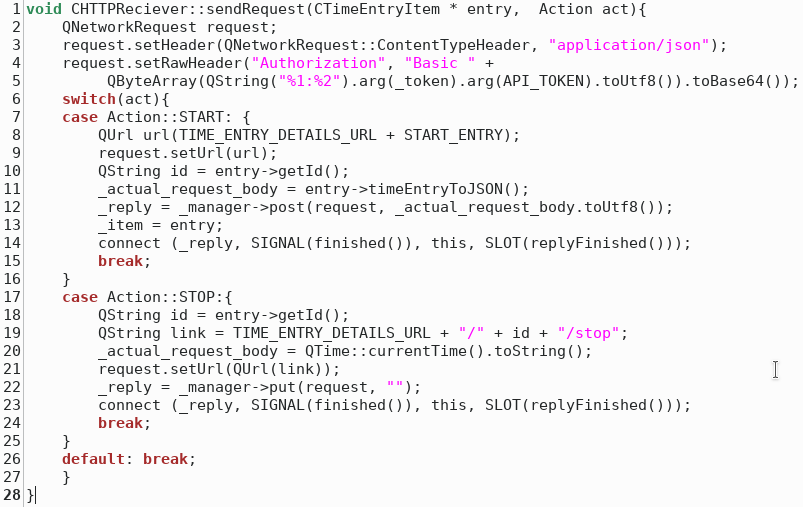 1 void CHTTPReciever::sendRequest(CTimeEntryItem * entry,  Action act){
2     QNetworkRequest request;
3     request.setHeader(QNetworkRequest::ContentTypeHeader, "application/json");
4     request.setRawHeader("Authorization", "Basic " +
5          QByteArray(QString("%1:%2").arg(_token).arg(API_TOKEN).toUtf8()).toBase64());
6     switch(act){
7     case Action::START: {
8         QUrl url(TIME_ENTRY_DETAILS_URL + START_ENTRY);
9         request.setUrl(url);
10         QString id = entry->getId();
11         _actual_request_body = entry->timeEntryToJSON();
12         _reply = _manager->post(request, _actual_request_body.toUtf8());
13         _item = entry;
14         connect (_reply, SIGNAL(finished()), this, SLOT(replyFinished()));
15         break;
16     }
17     case Action::STOP:{
18         QString id = entry->getId();
19         QString link = TIME_ENTRY_DETAILS_URL + "/" + id + "/stop";
20         _actual_request_body = QTime::currentTime().toString();
21         request.setUrl(QUrl(link));
22         _reply = _manager->put(request, "");
23         connect (_reply, SIGNAL(finished()), this, SLOT(replyFinished()));
24         break;
25     }
26     default: break;
27     }
28 }